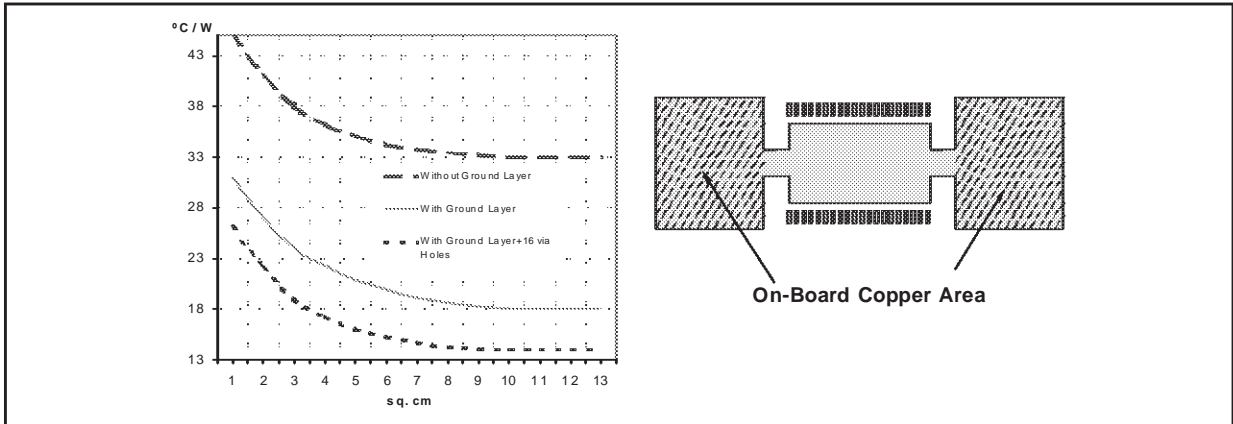 ºC / W
43
38
33
28
23
18
13
Without Ground Layer
With Ground Layer
With Ground Layer+16 via
Holes
1 2 3 4 5 6 7 8 9 10 11 12 13
sq. cm
On-Board Copper Area